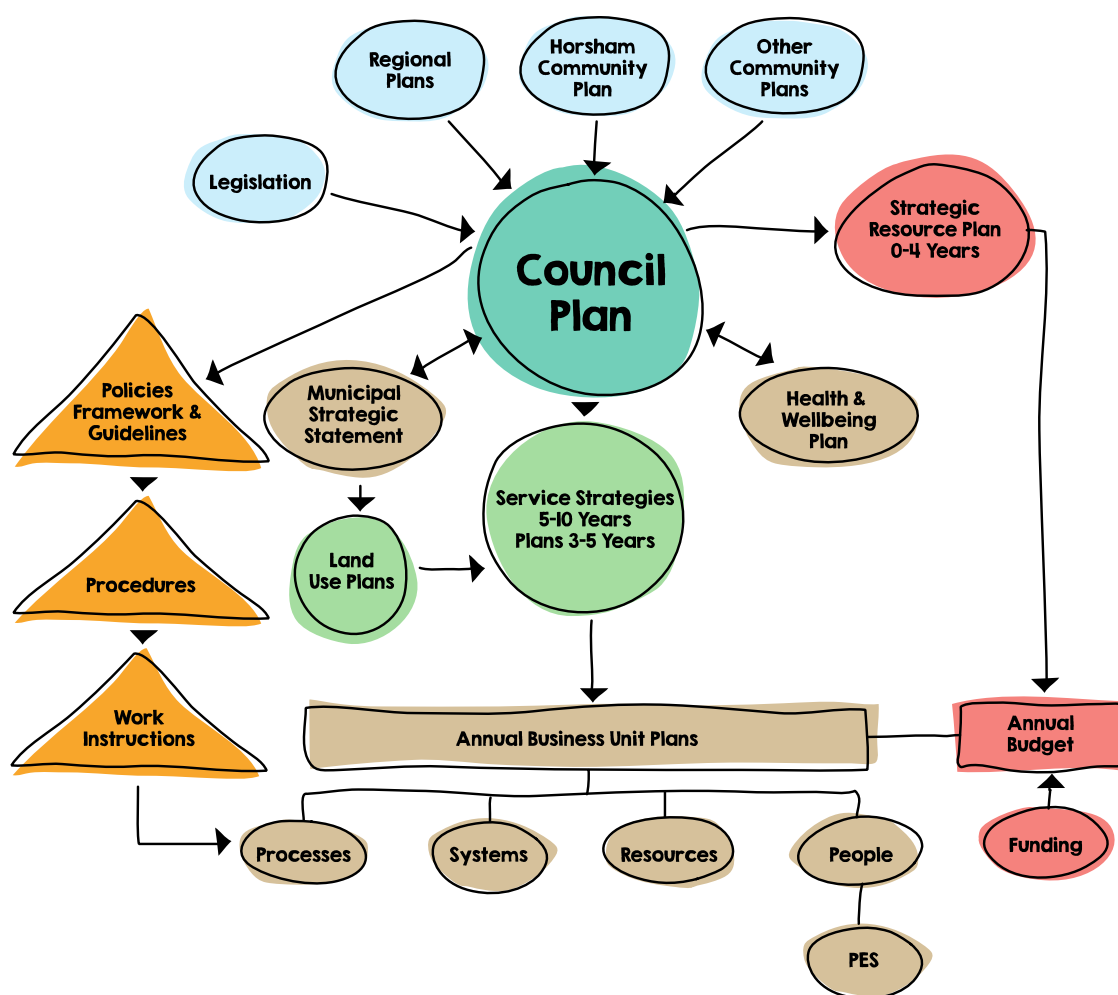 Regional
Plans
Horsham
Community
Plan
Other
Community
Plans
Legislation
Strategic
Resource Plan
0-4 Years
Council
Plan
Policies
Framework &
Guidelines
Municipal
Strategic
Statement
Health &
Wellbeing
Plan
Service Strategies
5-10 Years
Plans 3-5 Years
Land
Use Plans
Procedures
Work
Instructions
Annual Business Unit Plans
Annual
Budget
Processes
Systems
Resources
People
Funding
PES